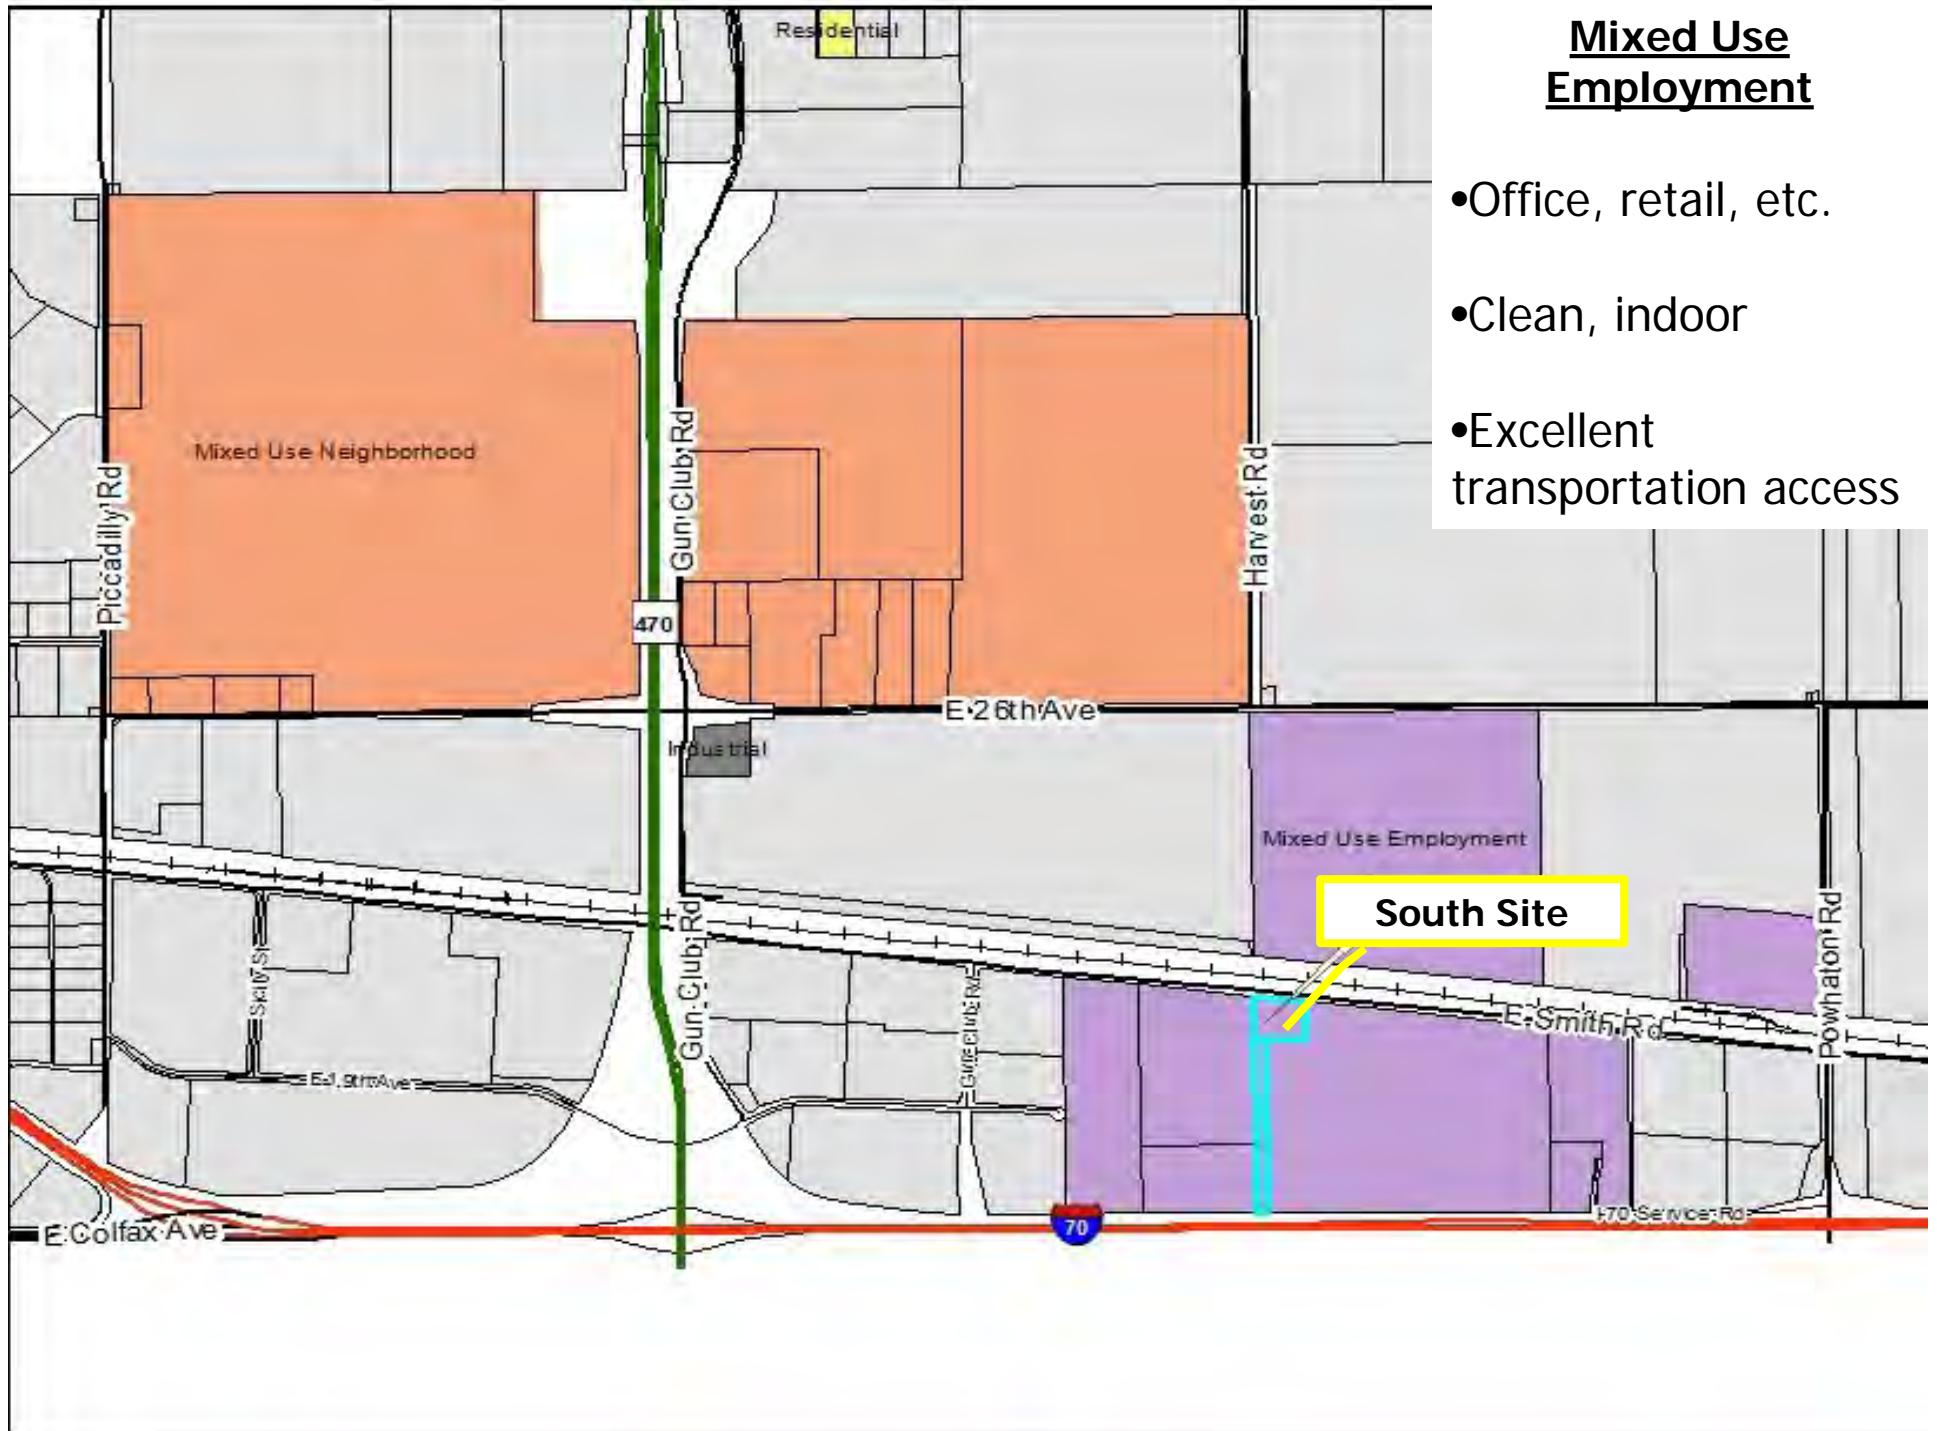 Residential
Mixed Use
Employment
•Office, retail, etc.
•Clean, indoor
•Excellent
transportation access
Mixed Use Neighborhood
Piccadilly Rd
Gun Club Rd
Harvest Rd
470
E 26th Ave
Industrial
Mixed Use Employment
South Site
Powhaton Rd
Gun Club Rd
E Smith Rd
E 19th Ave
I-70 Service Rd
70
E Colfax Ave